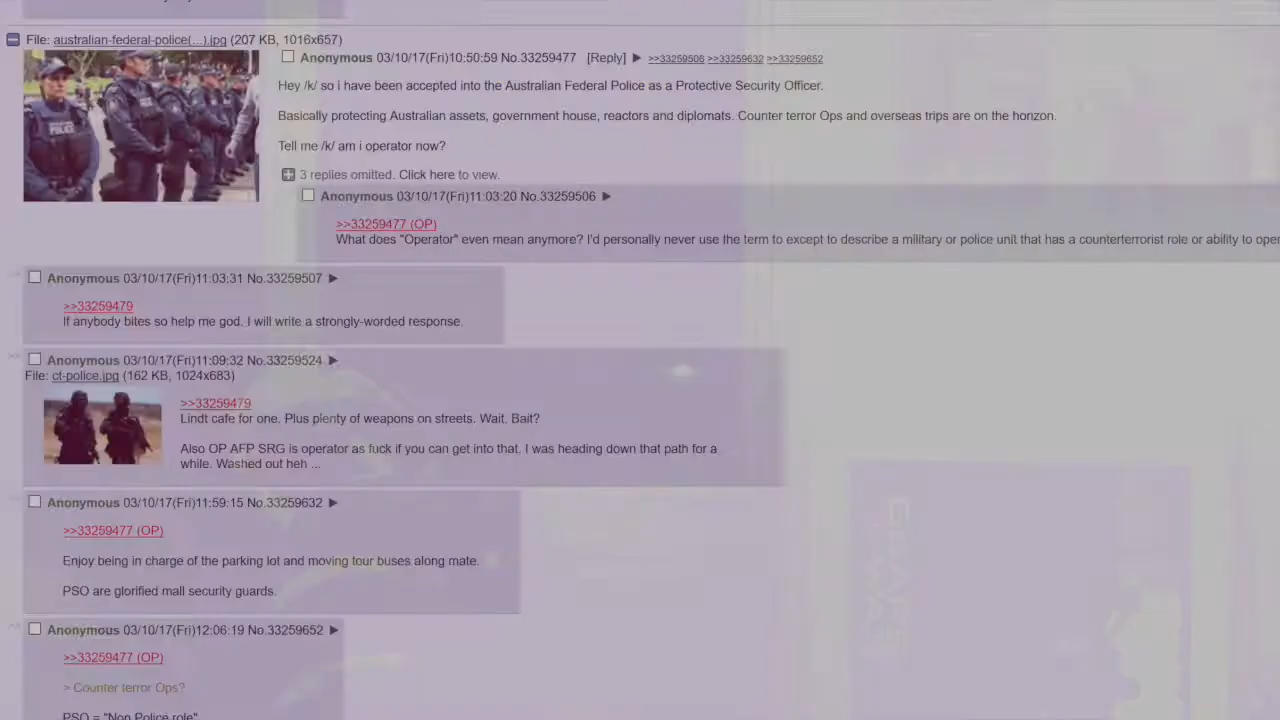 File: australian-federal-police(...).jpg (207 KB, 1016x657)
Anonymous 03/10/17(Fri)10:50:59 No.33259477 [Reply] ▶ >>33259506 >>33259632 >>33259652
Hey /k/ so i have been accepted into the Australian Federal Police as a Protective Security Officer.
Basically protecting Australian assets, government house, reactors and diplomats. Counter terror Ops and overseas trips are on the horizon.
Tell me /k/ am i operator now?
3 replies omitted. Click here to view.
Anonymous 03/10/17(Fri)11:03:20 No.33259506 ▶
>>33259477 (OP)
What does "Operator" even mean anymore? I'd personally never use the term to except to describe a military or police unit that has a counterterrorist role or ability to oper
Anonymous 03/10/17(Fri)11:03:31 No.33259507 ▶
>>33259479
If anybody bites so help me god. I will write a strongly-worded response.
>> Anonymous 03/10/17(Fri)11:09:32 No.33259524 ▶
File: ct-police.jpg (162 KB, 1024x683)
>>33259479
Lindt cafe for one. Plus plenty of weapons on streets. Wait. Bait?
Also OP AFP SRG is operator as fuck if you can get into that. I was heading down that path for a
while. Washed out heh ...
Anonymous 03/10/17(Fri)11:59:15 No.33259632 ▶
>>33259477 (OP)
Enjoy being in charge of the parking lot and moving tour buses along mate.
PSO are glorified mall security guards.
>> Anonymous 03/10/17(Fri)12:06:19 No.33259652 ▶
>>33259477 (OP)
> Counter terror Ops?
PSO = "Non Police role"
POLICE